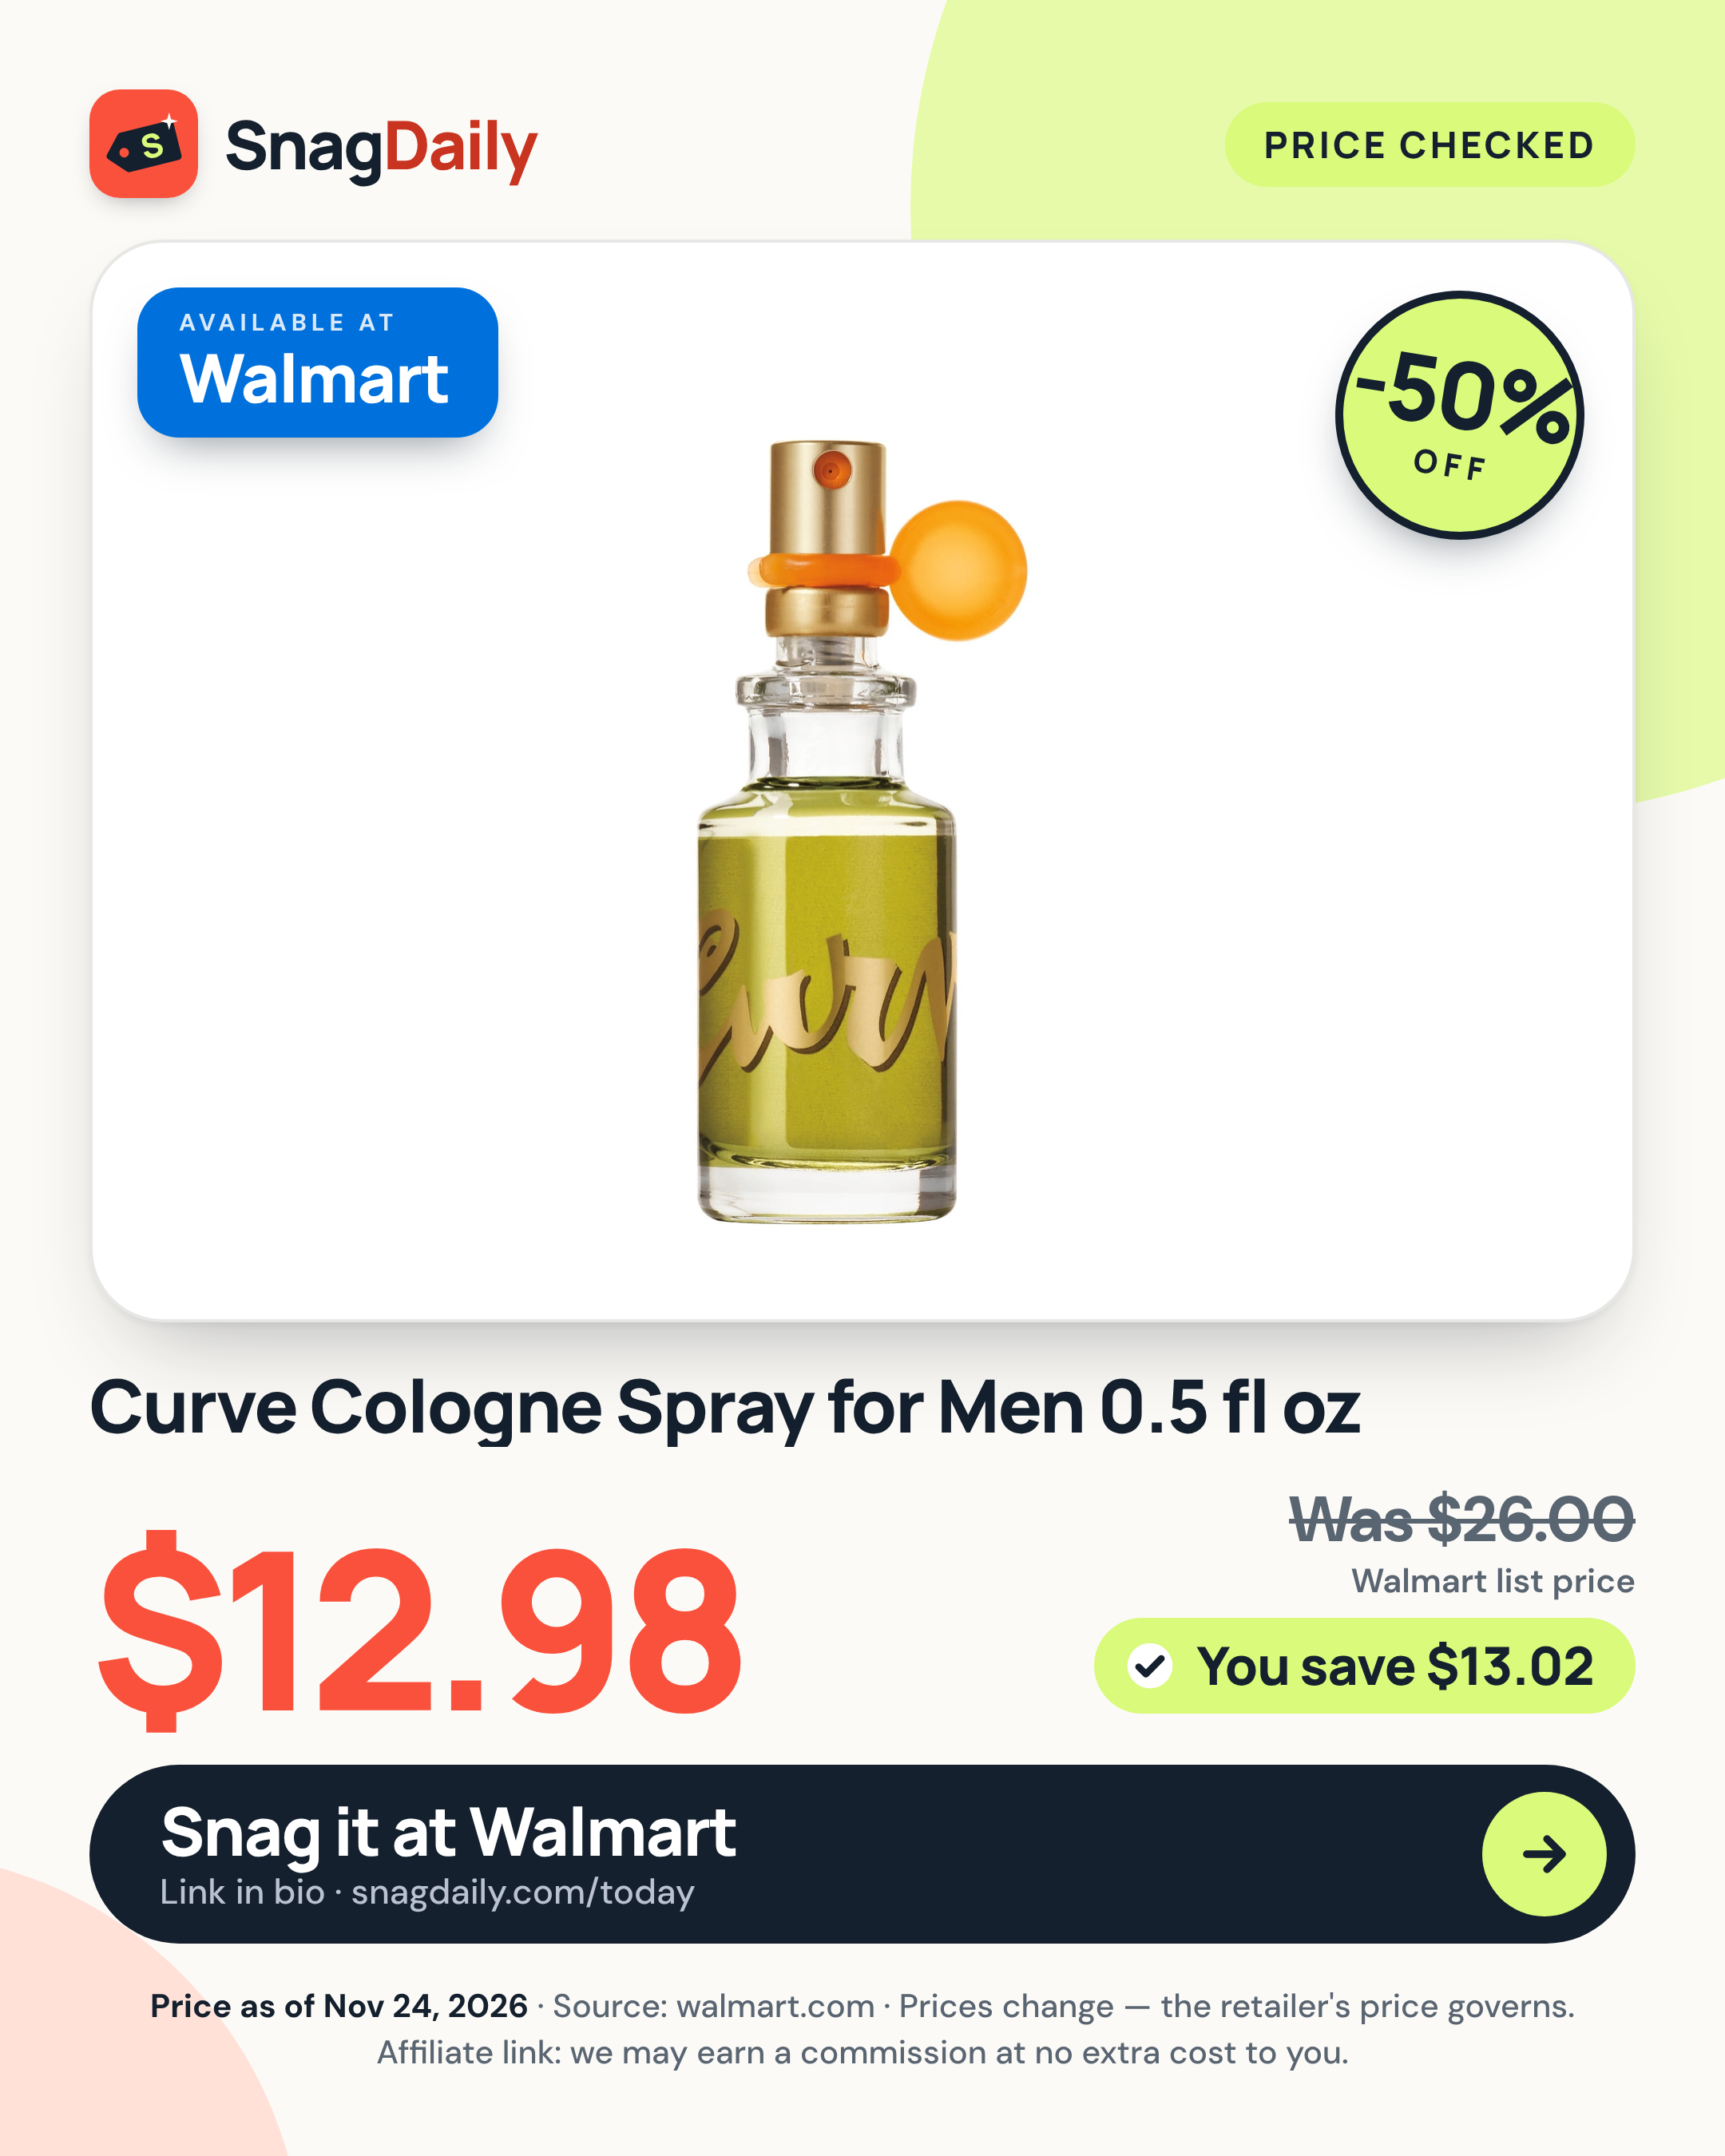 S
SnagDaily
PRICE CHECKED
AVAILABLE AT
Walmart
-50%
OFF
Curv
Curve Cologne Spray for Men 0.5 fl oz
Was $26.00
Walmart list price
$12.98
You save $13.02
Snag it at Walmart
Link in bio · snagdaily.com/today
Price as of Nov 24, 2026 · Source: walmart.com · Prices change — the retailer's price governs.
Affiliate link: we may earn a commission at no extra cost to you.